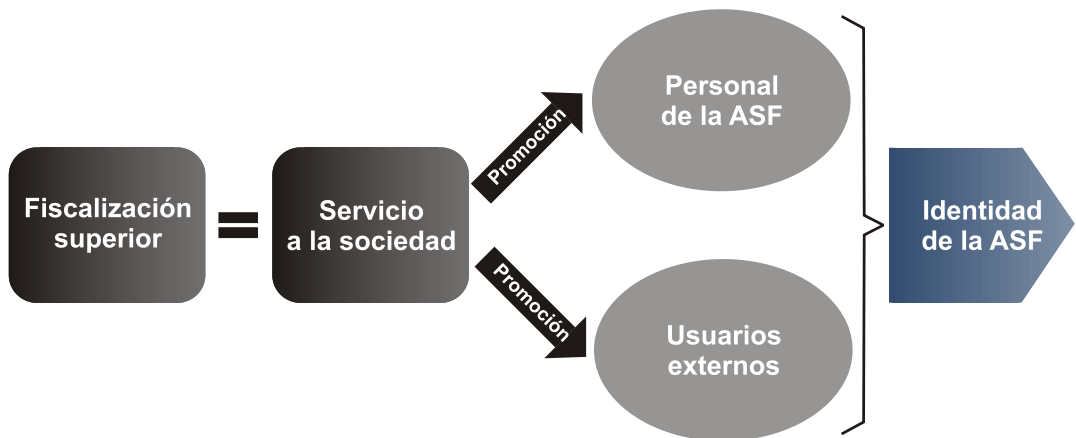 Fiscalización
superior
=
Servicio
a la sociedad
Promoción
Personal
de la ASF
Promoción
Usuarios
externos
Identidad
de la ASF